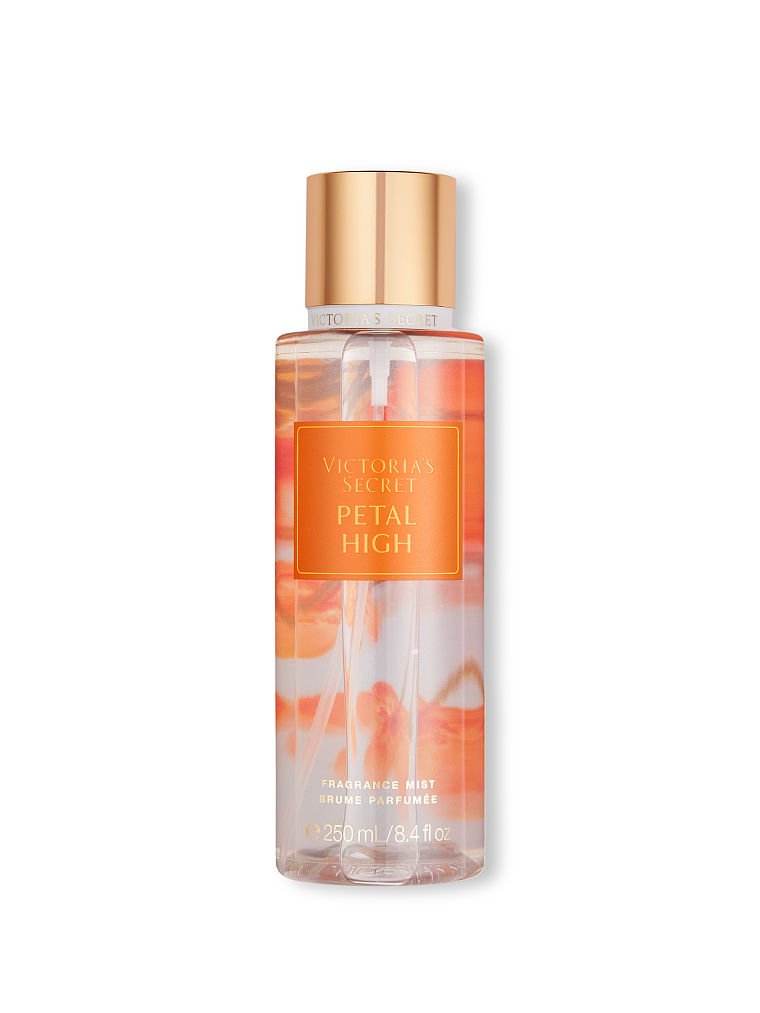 VICTORIA'S SECRET
VICTORIA'S
SECRET
PETAL
HIGH
FRAGRANCE MIST
BRUME PARFUMÉE
℮ 250 mL/8.4 fl oz